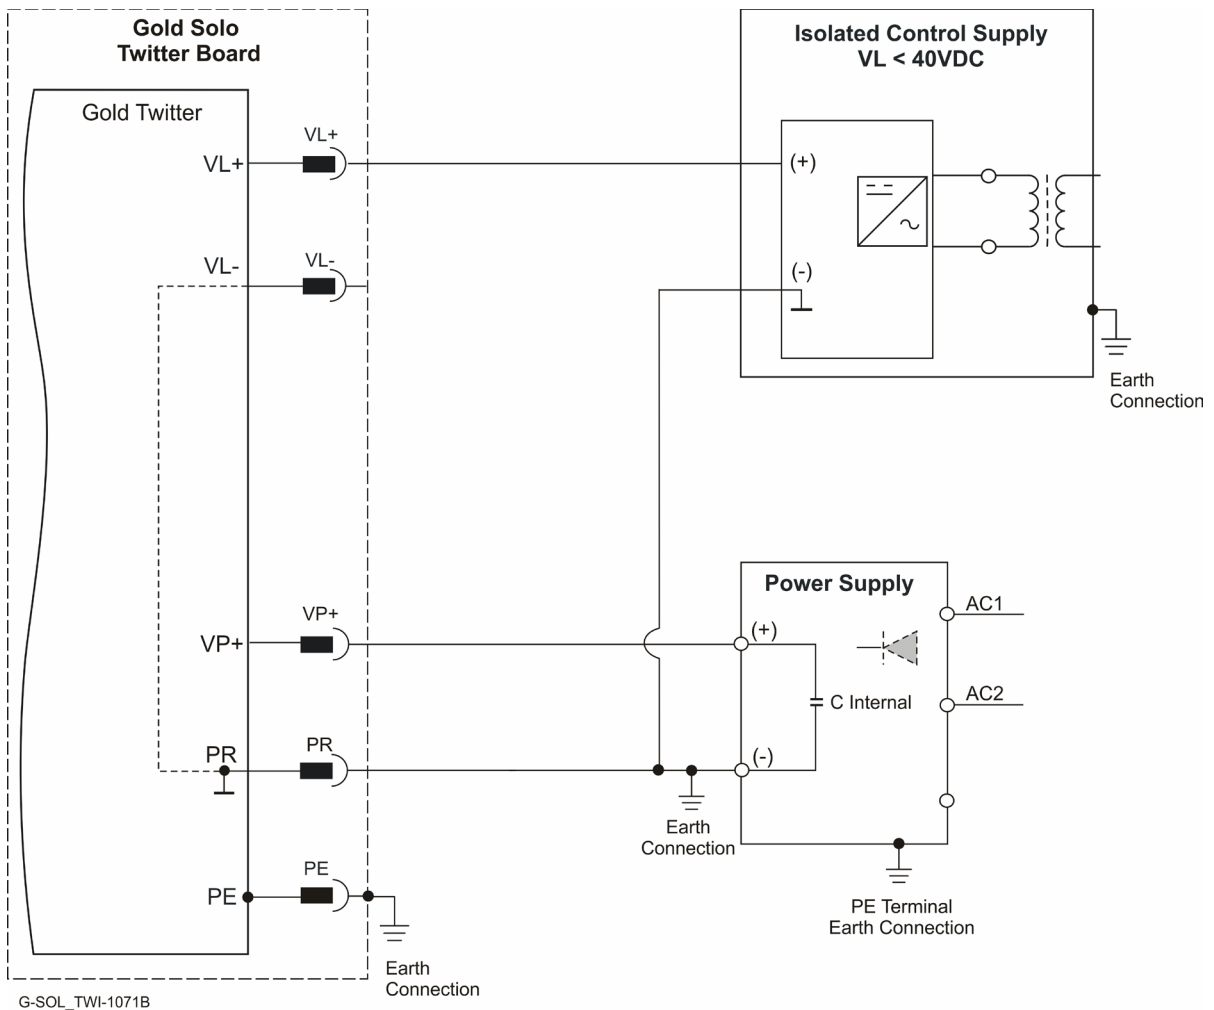 Gold Solo
Twitter Board
Isolated Control Supply
VL < 40VDC
Gold Twitter
VL+
VL+
(+)
VL-
VL-
(-)
Earth
Connection
Power Supply
VP+
VP+
(+)
AC1
C Internal
AC2
PR
PR
(-)
Earth
Connection
PE
PE
PE Terminal
Earth Connection
Earth
Connection
G-SOL_TWI-1071B